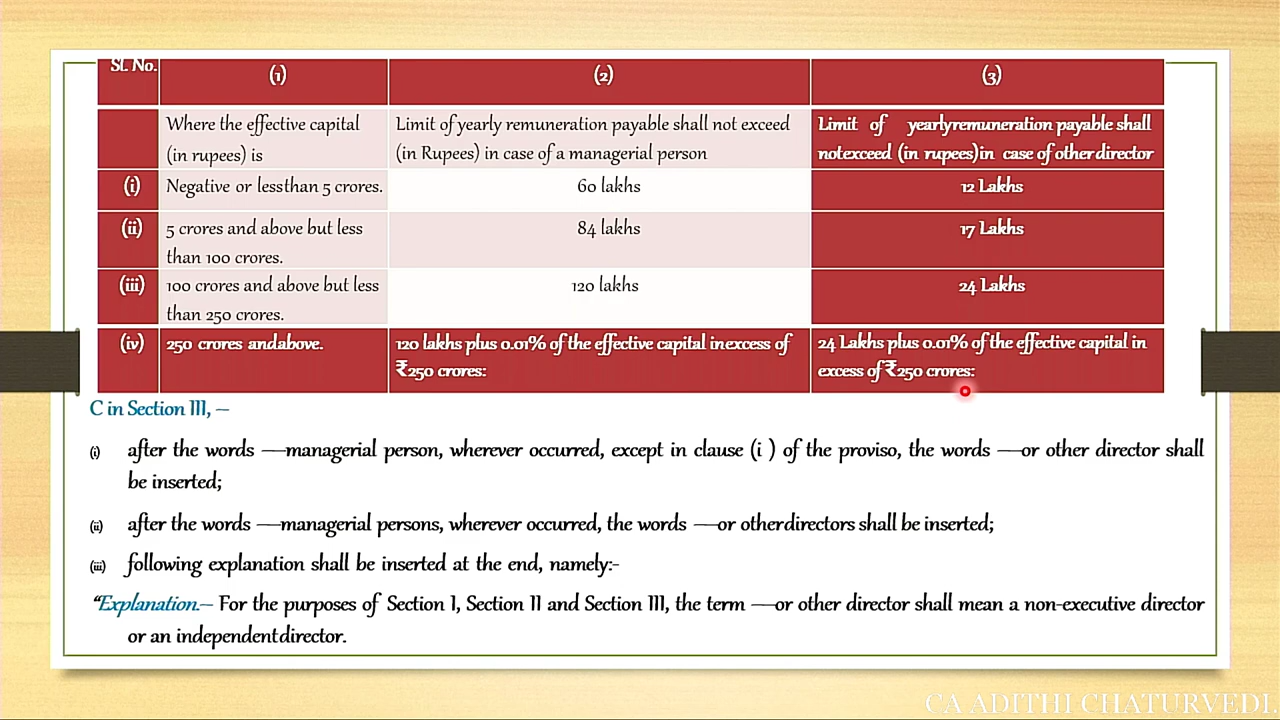 Sl. No. (1) (2) (3)
Where the effective capital (in rupees) is
Limit of yearly remuneration payable shall not exceed (in Rupees) in case of a managerial person
Limit of yearlyremuneration payable shall notexceed (in rupees)in case of otherdirector
(i) Negative or lessthan 5 crores. 60 lakhs 12 Lakhs
(ii) 5 crores and above but less than 100 crores. 84 lakhs 17 Lakhs
(iii) 100 crores and above but less than 250 crores. 120 lakhs 24 Lakhs
(iv) 250 crores andabove. 120 lakhs plus 0.01% of the effective capital inexcess of ₹250 crores: 24 Lakhs plus 0.01% of the effective capital in excess of ₹250 crores:
C in Section III, –
(i) after the words ―managerial person, wherever occurred, except in clause (i ) of the proviso, the words ―or other director shall
be inserted;
(ii) after the words ―managerial persons, wherever occurred, the words ―or otherdirectors shall be inserted;
(iii) following explanation shall be inserted at the end, namely:-
“Explanation.– For the purposes of Section I, Section II and Section III, the term ―or other director shall mean a non-executive director
or an independentdirector.
CA ADITHI CHATURVEDI